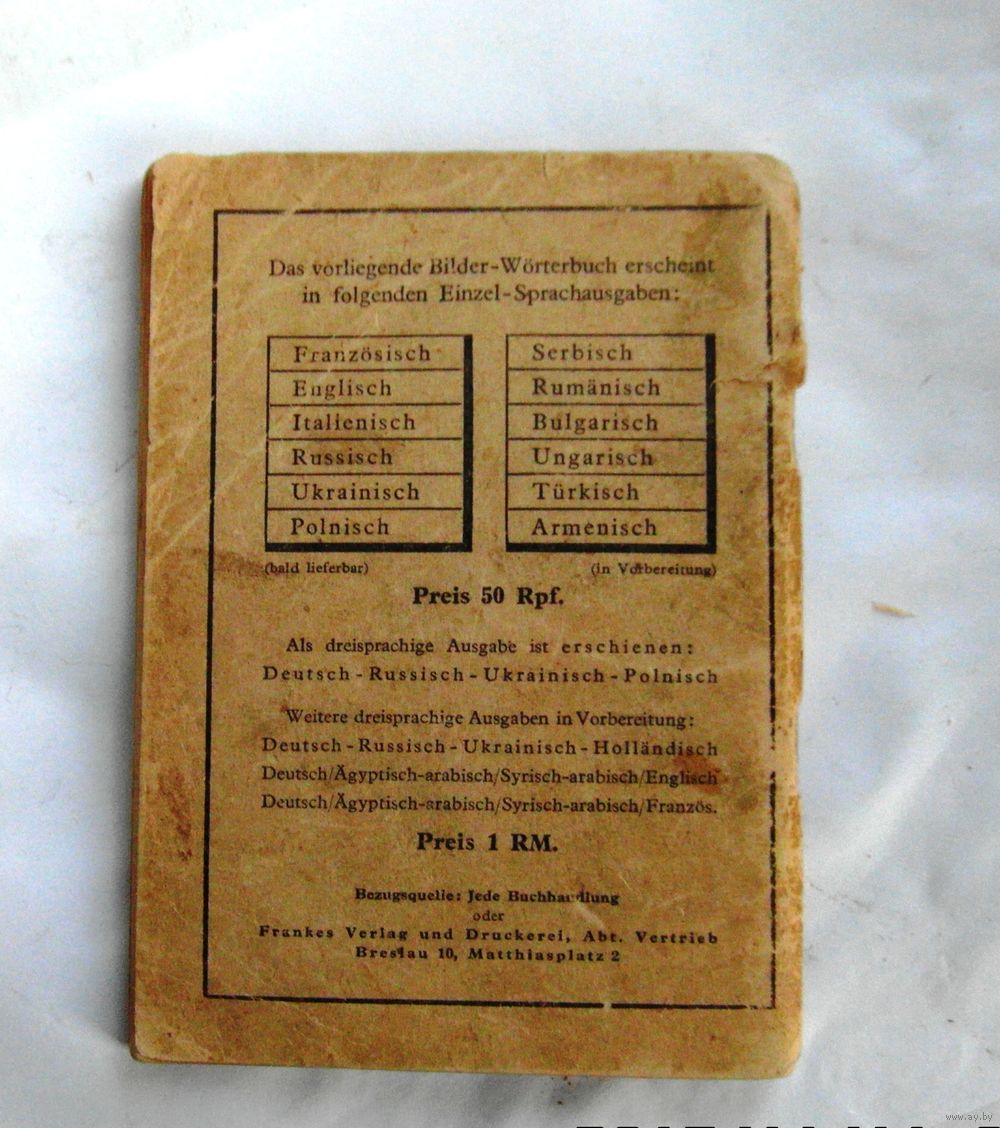 Das vorliegende Bilder-Wörterbuch erscheint
in folgenden Einzel-Sprachausgaben:
Französisch
Englisch
Italienisch
Russisch
Ukrainisch
Polnisch
(bald lieferbar)
Serbisch
Rumänisch
Bulgarisch
Ungarisch
Türkisch
Armenisch
(in Vorbereitung)
Preis 50 Rpf.
Als dreisprachige Ausgabe ist erschienen:
Deutsch-Russisch-Ukrainisch-Polnisch
Weitere dreisprachige Ausgaben in Vorbereitung:
Deutsch-Russisch-Ukrainisch-Holländisch
Deutsch/Ägyptisch-arabisch/Syrisch-arabisch/Englisch
Deutsch/Ägyptisch-arabisch/Syrisch-arabisch/Französ.
Preis 1 RM.
Bezugsquelle: Jede Buchhandlung
oder
Frankes Verlag und Druckerei, Abt. Vertrieb
Breslau 10, Matthiasplatz 2
www.ay.by